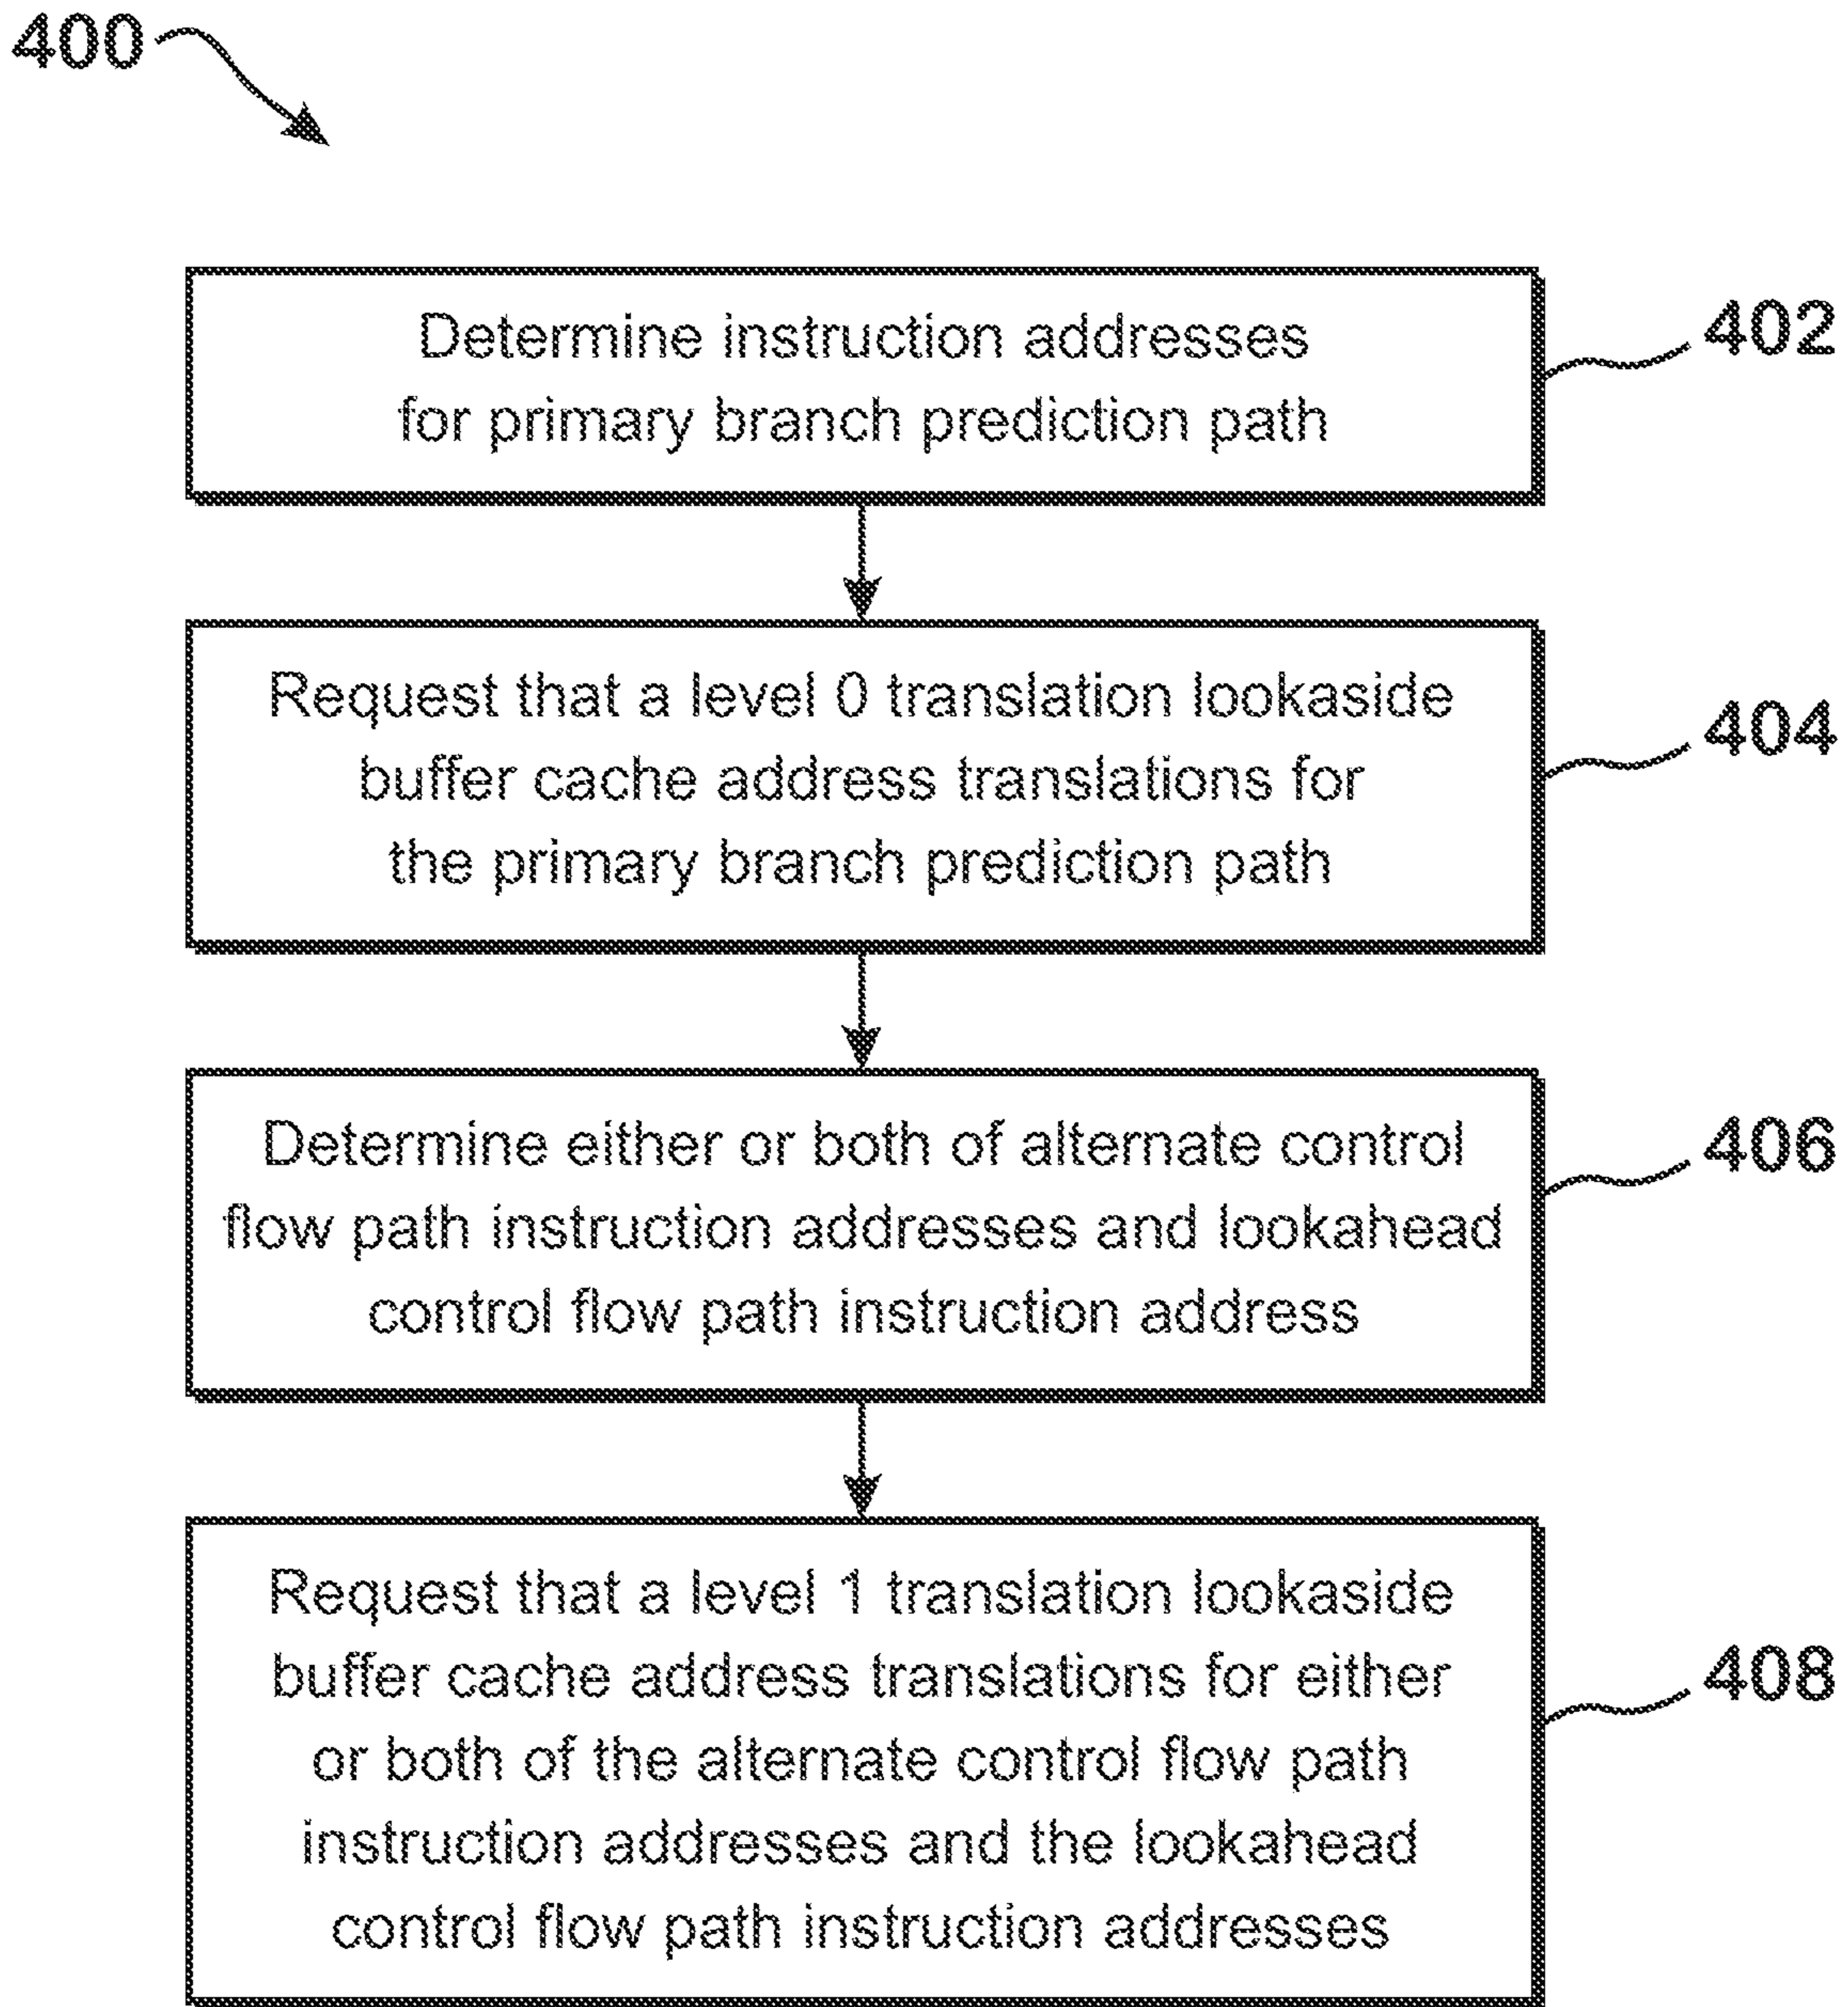 400
Determine instruction addresses
for primary branch prediction path
402
Request that a level 0 translation lookaside
buffer cache address translations for
the primary branch prediction path
404
Determine either or both of alternate control
flow path instruction addresses and lookahead
control flow path instruction address
406
Request that a level 1 translation lookaside
buffer cache address translations for either
or both of the alternate control flow path
instruction addresses and the lookahead
control flow path instruction addresses
408